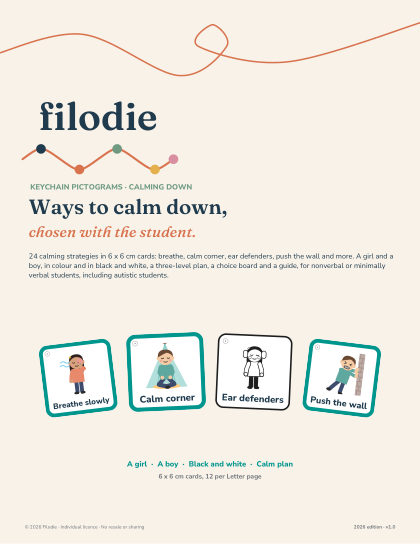 filodie
KEYCHAIN PICTOGRAMS · CALMING DOWN
Ways to calm down,
chosen with the student.
24 calming strategies in 6 x 6 cm cards: breathe, calm corner, ear defenders, push the wall and more. A girl and a
boy, in colour and in black and white, a three-level plan, a choice board and a guide, for nonverbal or minimally
verbal students, including autistic students.
Breathe slowly
Calm corner
Ear defenders
Push the wall
A girl · A boy · Black and white · Calm plan
6 x 6 cm cards, 12 per Letter page
© 2026 Filodie · Individual licence · No resale or sharing
2026 edition · v1.0